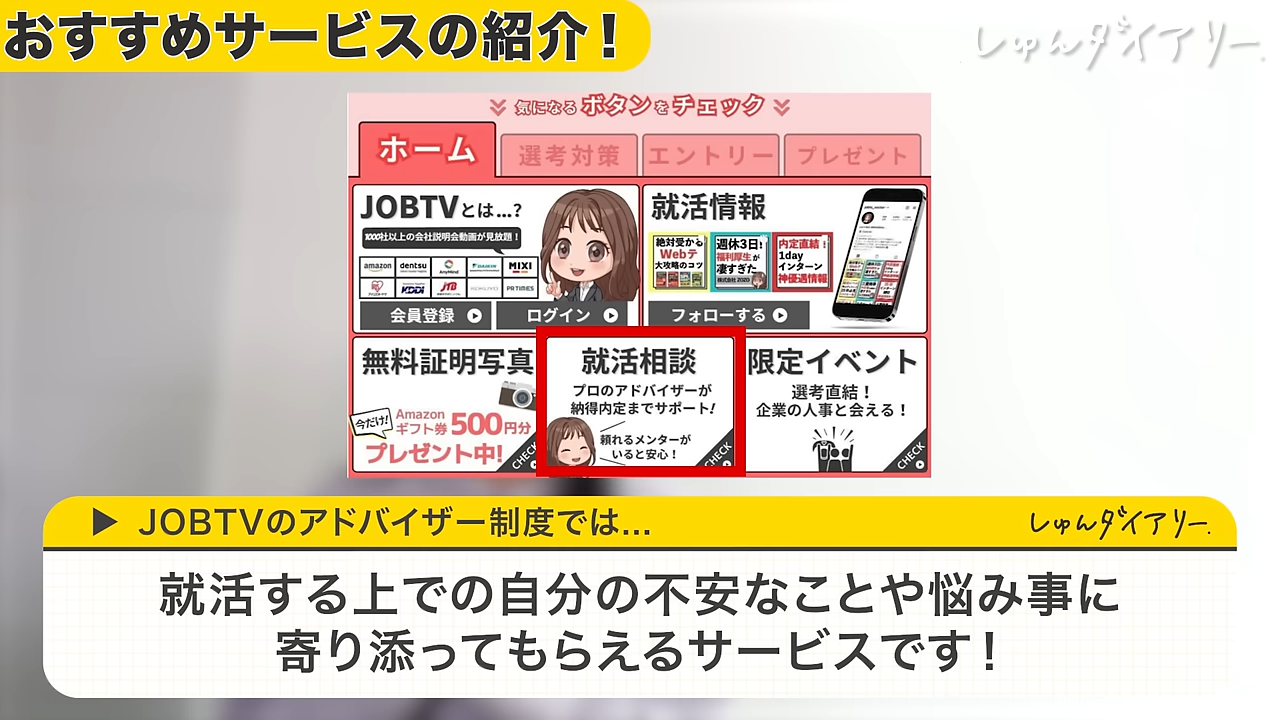 おすすめサービスの紹介！
しゅんダイアリー.
気になるボタンをチェック
ホーム
選考対策
エントリー
プレゼント
JOBTVとは...?
1000社以上の会社説明会動画が見放題！
amazon
dentsu
AnyMind
DAIKIN
MIXI
KDDI
JTB
PR TIMES
会員登録
ログイン
就活情報
絶対受かる
Webテ
大攻略のコツ
週休3日!
福利厚生が
凄すぎた
株式会社 ZOZO
内定直結！
1day
インターン
神優遇情報
フォローする
無料証明写真
今だけ!
Amazon
ギフト券500円分
プレゼント中!
CHECK
就活相談
プロのアドバイザーが
納得内定までサポート!
頼れるメンターが
いると安心！
CHECK
限定イベント
選考直結！
企業の人事と会える！
CHECK
▶ JOBTVのアドバイザー制度では...
しゅんダイアリー.
就活する上での自分の不安なことや悩み事に
寄り添ってもらえるサービスです！